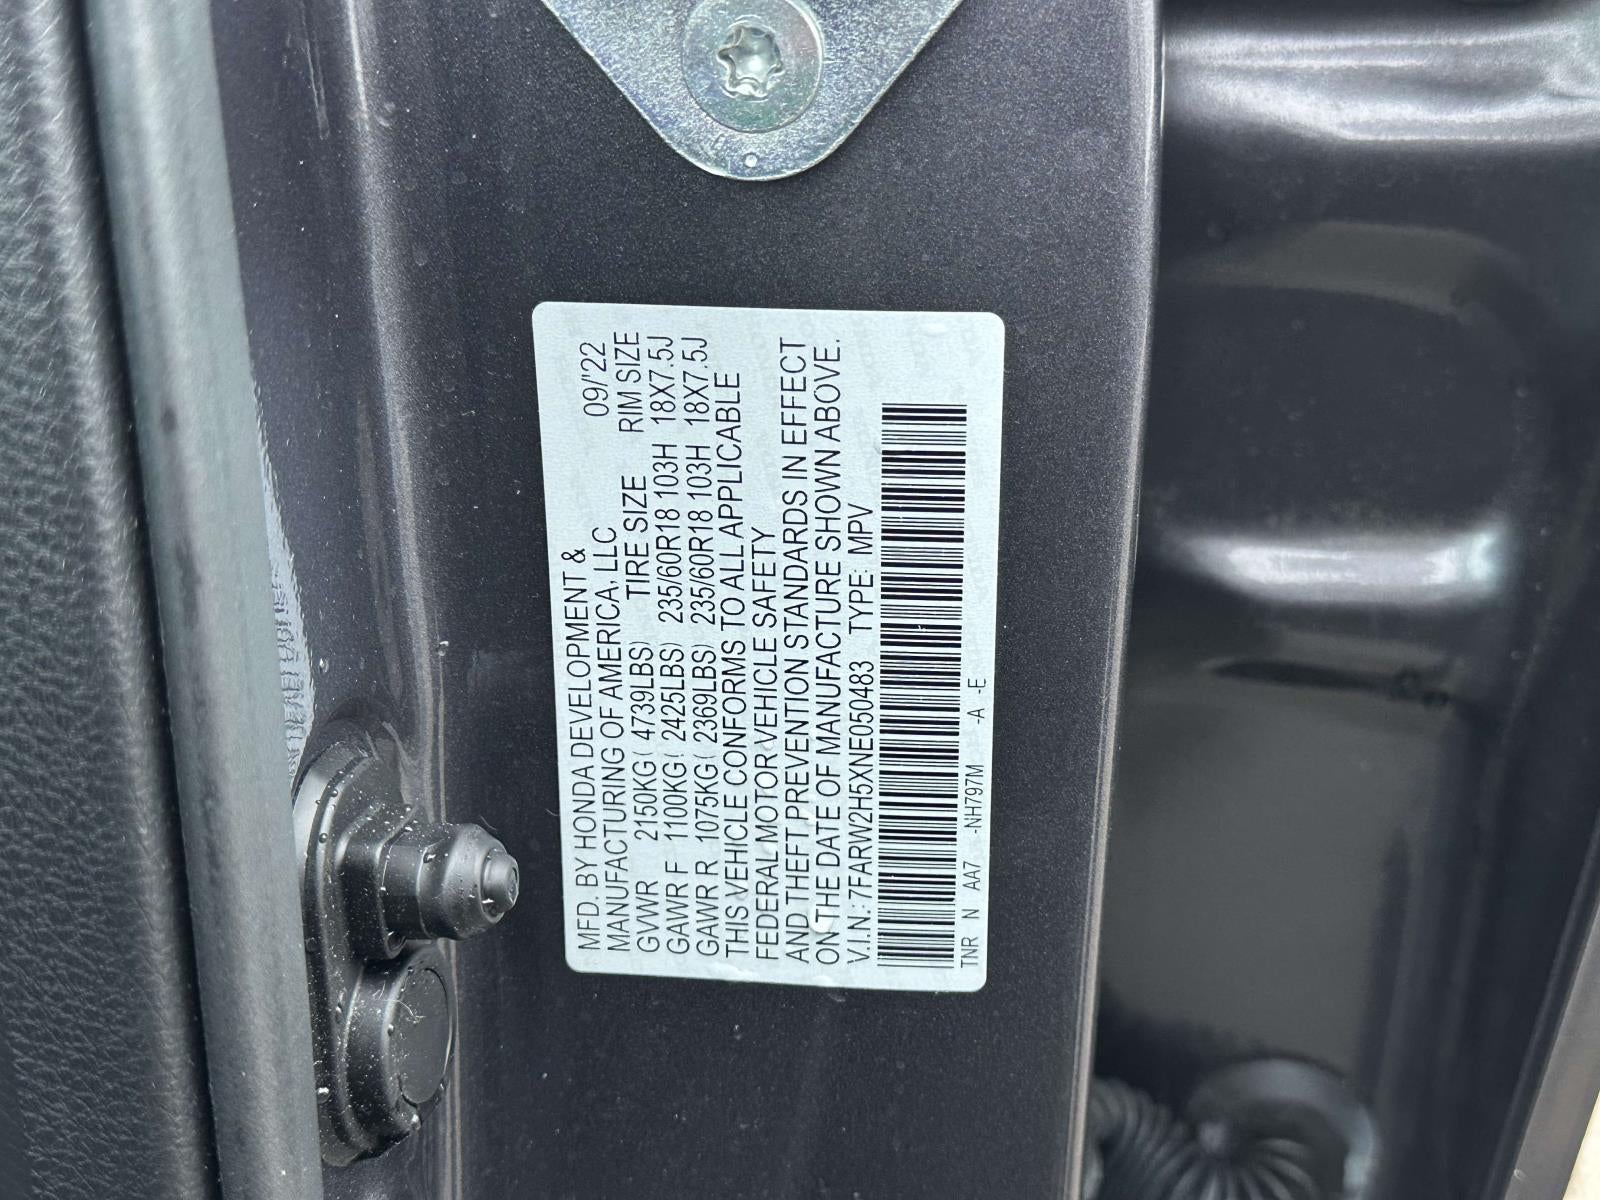 MFD. BY HONDA DEVELOPMENT &
MANUFACTURING OF AMERICA, LLC 09/'22
GVWR 2150KG( 4739LBS) TIRE SIZE RIM SIZE
GAWR F 1100KG( 2425LBS) 235/60R18 103H 18X7.5J
GAWR R 1075KG( 2369LBS) 235/60R18 103H 18X7.5J
THIS VEHICLE CONFORMS TO ALL APPLICABLE
FEDERAL MOTOR VEHICLE SAFETY
AND THEFT PREVENTION STANDARDS IN EFFECT
ON THE DATE OF MANUFACTURE SHOWN ABOVE.
V.I.N.: 7FARW2H5XNE050483 TYPE: MPV
TNR N AA7 -NH797M -A -E